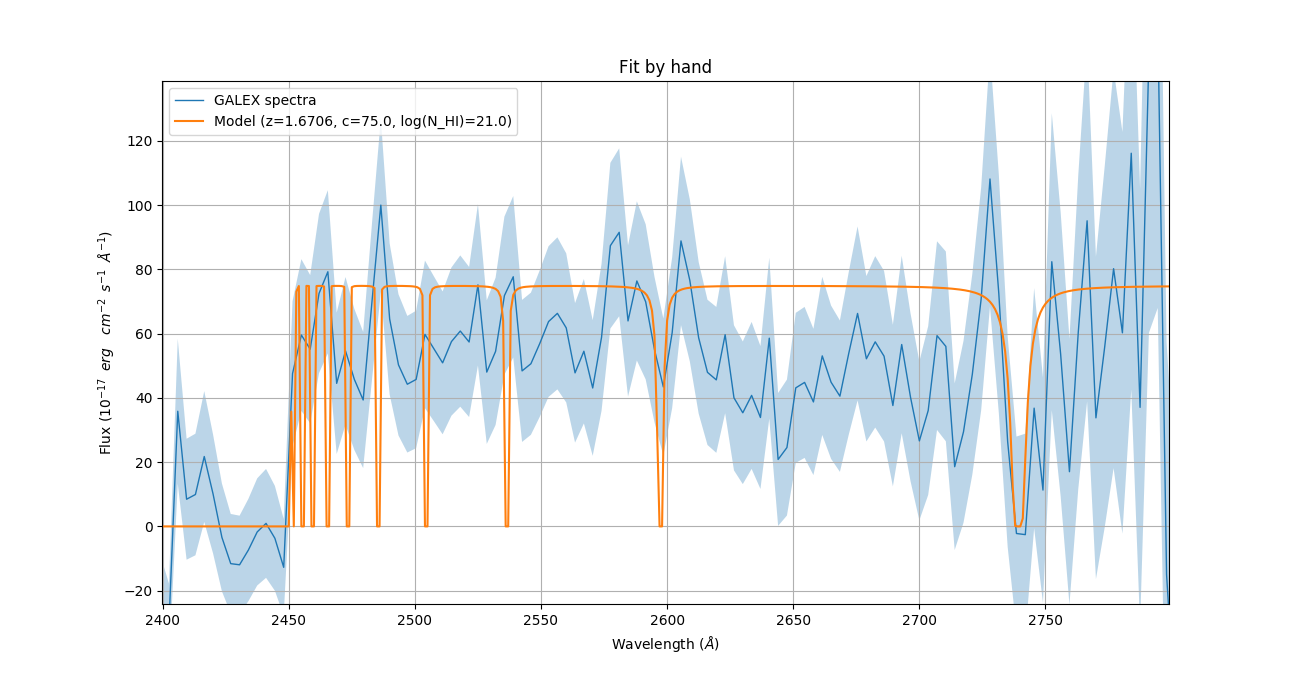 Fit by hand
GALEX spectra
Model (z=1.6706, c=75.0, log(N_HI)=21.0)
120
100
80
60
40
20
0
−20
Flux (10⁻¹⁷ erg cm⁻² s⁻¹ Å⁻¹)
2400 2450 2500 2550 2600 2650 2700 2750
Wavelength (Å)